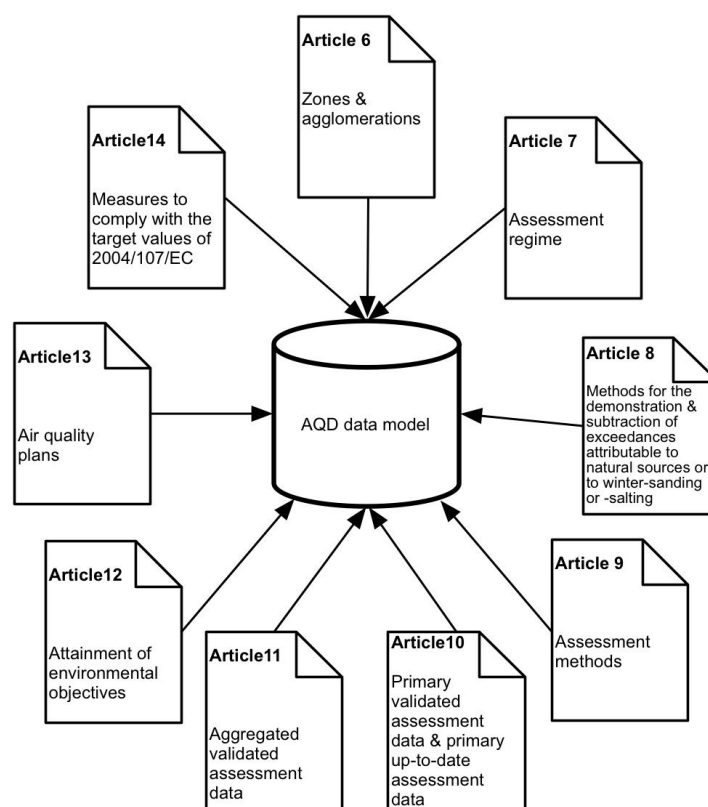 Article 6
Zones &
agglomerations
Article 7
Assessment
regime
Article 8
Methods for the
demonstration &
subtraction of
exceedances
attributable to
natural sources or
to winter-sanding
or -salting
Article 9
Assessment
methods
Article10
Primary
validated
assessment
data & primary
up-to-date
assessment
data
Article11
Aggregated
validated
assessment
data
Article12
Attainment of
environmental
objectives
Article13
Air quality
plans
Article14
Measures to
comply with the
target values of
2004/107/EC
AQD data model